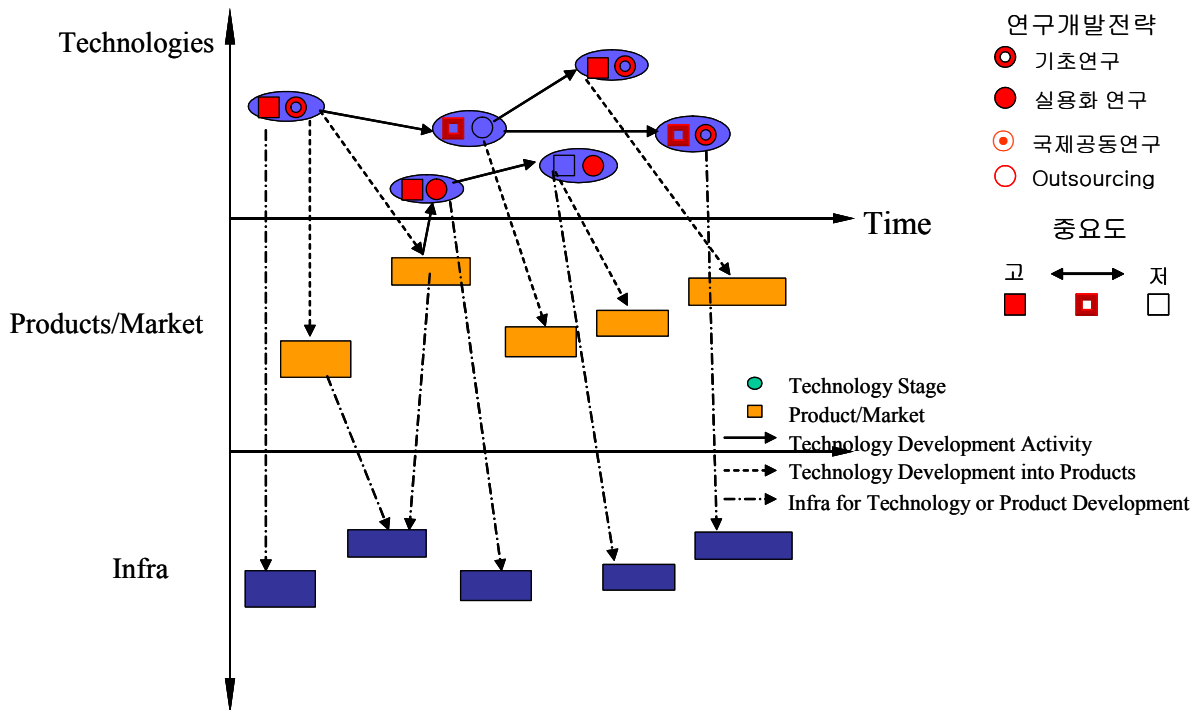 Technologies
Time
Products/Market
Infra
연구개발전략
기초연구
실용화 연구
국제공동연구
Outsourcing
중요도
고
저
Technology Stage
Product/Market
Technology Development Activity
Technology Development into Products
Infra for Technology or Product Development